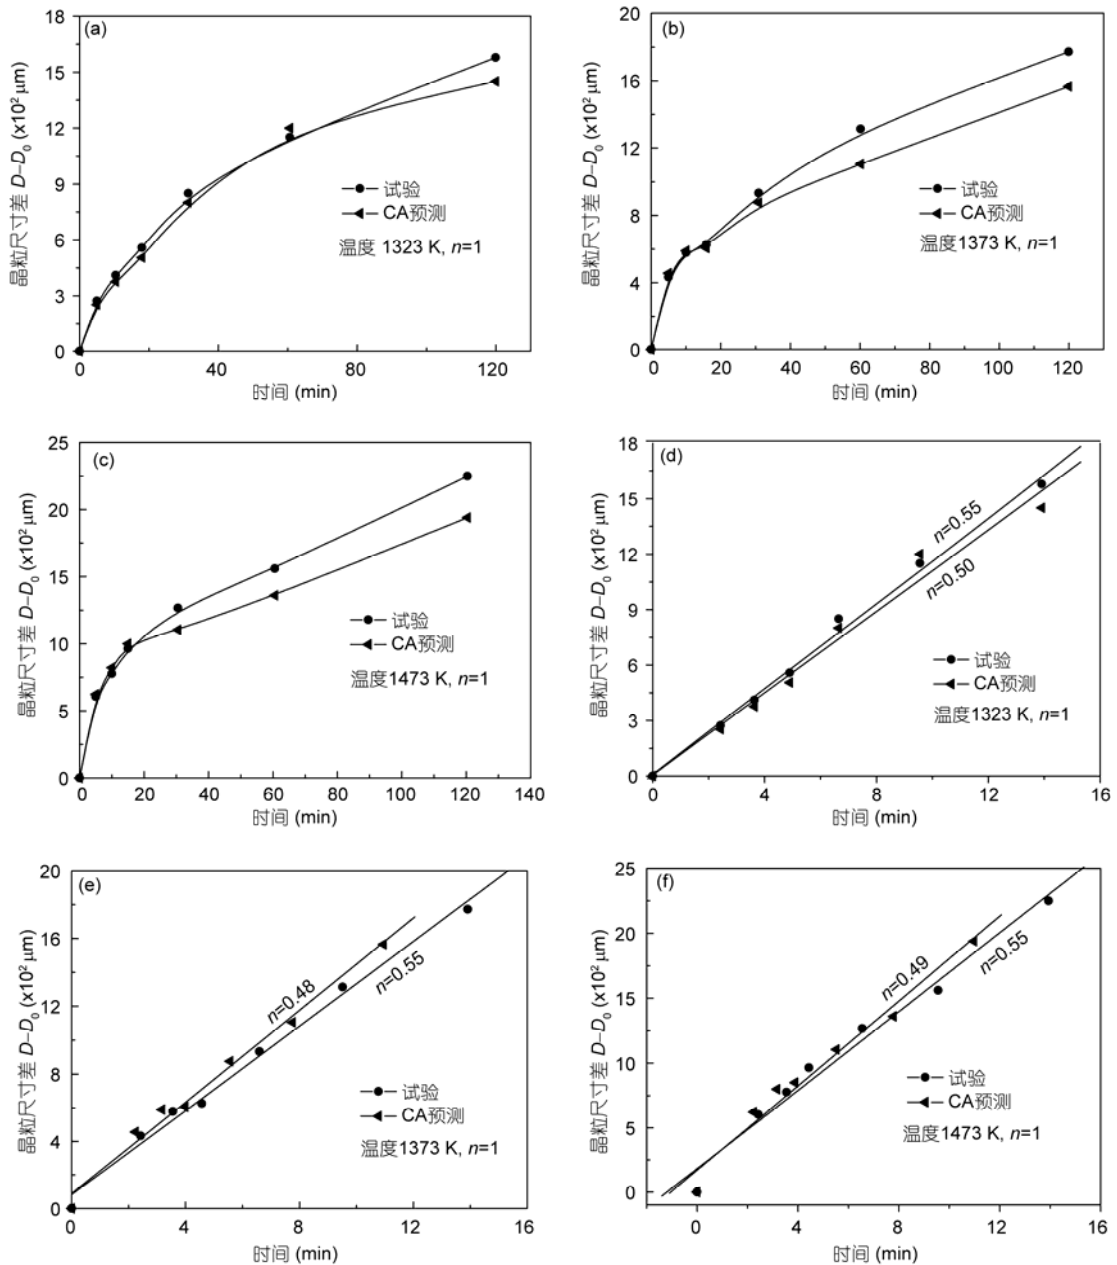 (a)
18
15
12
9
6
3
0
晶粒尺寸差 D–D₀ (x10² μm)
试验
CA预测
温度 1323 K, n=1
0 40 80 120
时间 (min)
(b)
20
16
12
8
4
0
晶粒尺寸差 D–D₀ (x10² μm)
试验
CA预测
温度1373 K, n=1
0 20 40 60 80 100 120
时间 (min)
(c)
25
20
15
10
5
0
晶粒尺寸差 D–D₀ (x10² μm)
试验
CA预测
温度1473 K, n=1
0 20 40 60 80 100 120 140
时间 (min)
(d)
18
15
12
9
6
3
0
晶粒尺寸差 D–D₀ (x10² μm)
n=0.55
n=0.50
试验
CA预测
温度1323 K, n=1
0 4 8 12 16
时间 (min)
(e)
20
16
12
8
4
0
晶粒尺寸差 D–D₀ (x10² μm)
n=0.48
n=0.55
试验
CA预测
温度1373 K, n=1
0 4 8 12 16
时间 (min)
(f)
25
20
15
10
5
0
晶粒尺寸差 D–D₀ (x10² μm)
n=0.49
n=0.55
试验
CA预测
温度1473 K, n=1
0 4 8 12 16
时间 (min)